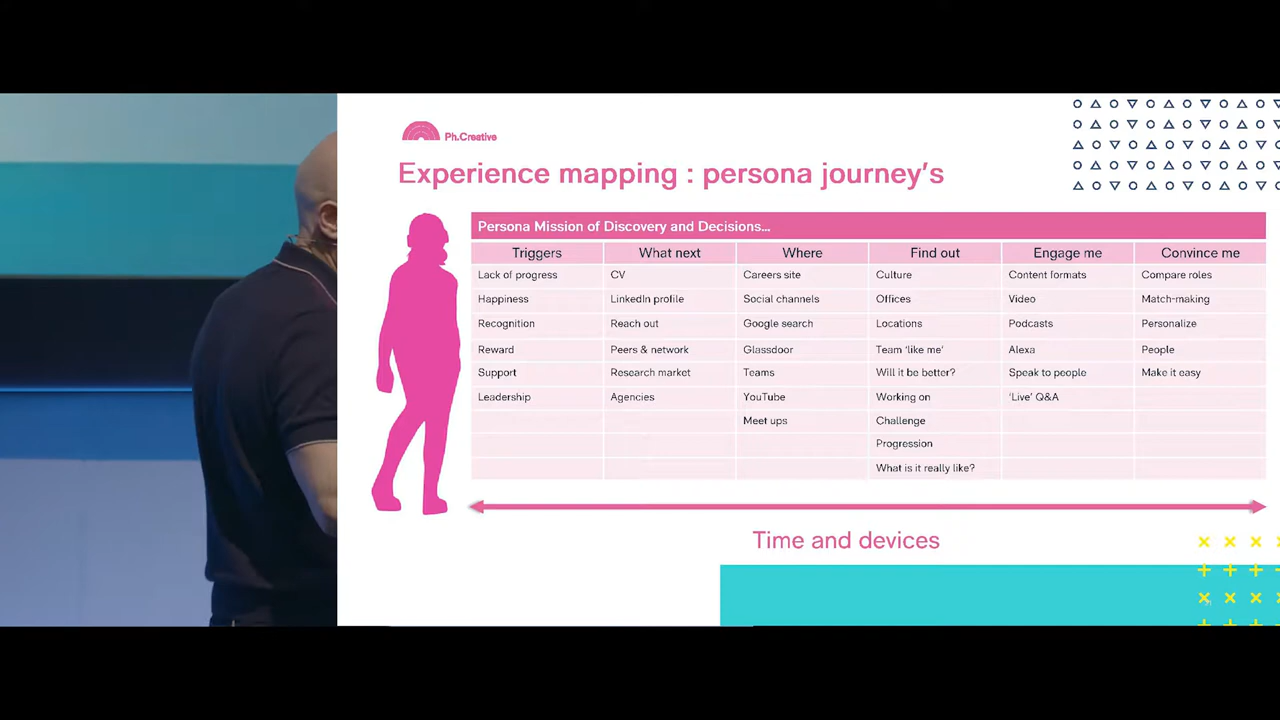 Ph.Creative
Experience mapping : persona journey's
Persona Mission of Discovery and Decisions...
Triggers What next Where Find out Engage me Convince me
Lack of progress CV Careers site Culture Content formats Compare roles
Happiness LinkedIn profile Social channels Offices Video Match-making
Recognition Reach out Google search Locations Podcasts Personalize
Reward Peers & network Glassdoor Team 'like me' Alexa People
Support Research market Teams Will it be better? Speak to people Make it easy
Leadership Agencies YouTube Working on 'Live' Q&A
Meet ups Challenge
Progression
What is it really like?
Time and devices